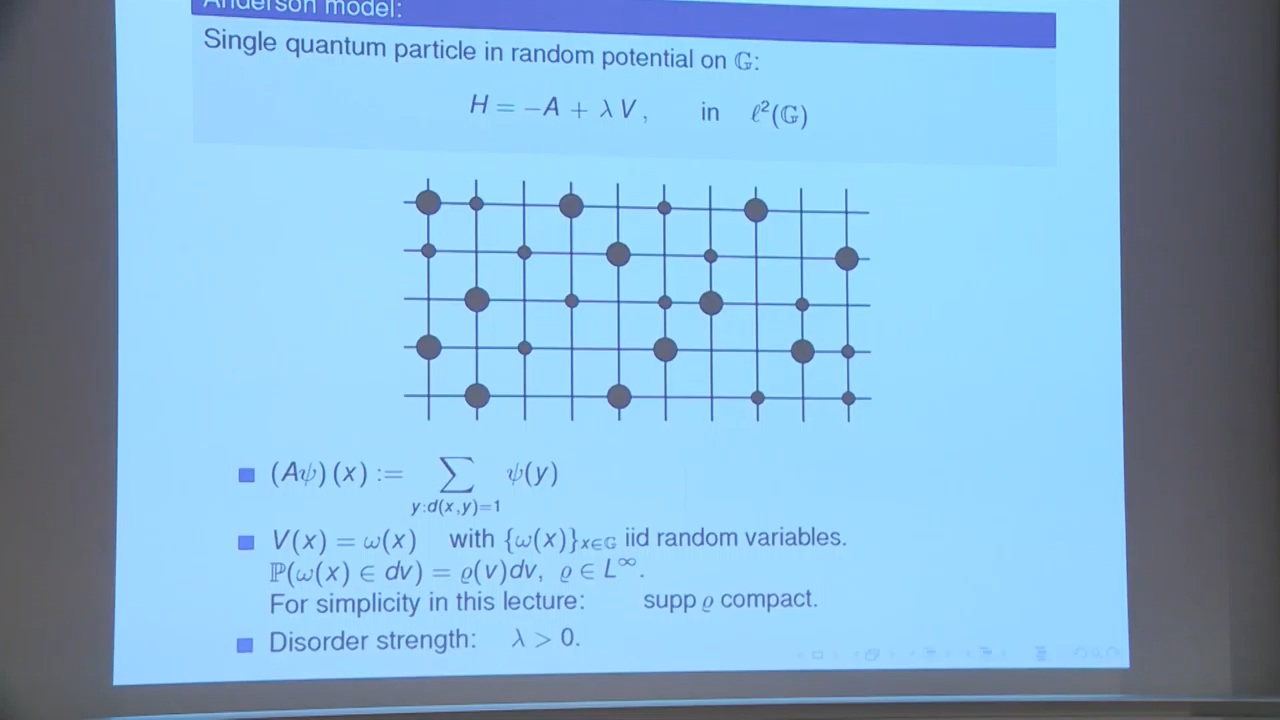 Anderson model:
Single quantum particle in random potential on 𝔾:
H = −A + λ V , in ℓ²(𝔾)
(Aψ) (x) := ∑ ψ(y)
y:d(x,y)=1
V(x) = ω(x) with {ω(x)}x∈𝔾 iid random variables.
ℙ(ω(x) ∈ dv) = ϱ(v)dv, ϱ ∈ L∞.
For simplicity in this lecture: supp ϱ compact.
Disorder strength: λ > 0.